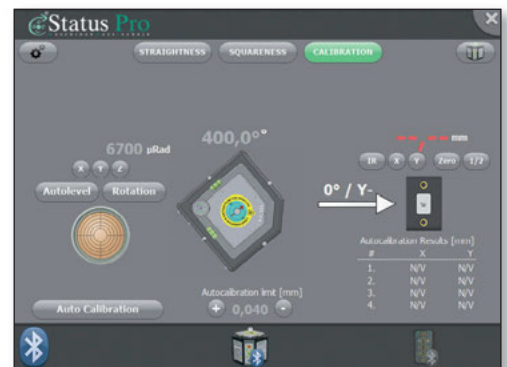 Status Pro
STRAIGHTNESS SQUARENESS CALIBRATION
400,0°
6700 µRad
mm
IR X Y Zero 1/2
X Y Z
Autolevel Rotation
0° / Y-
Autocalibration Results [mm]
# X Y
1. N/V N/V
2. N/V N/V
3. N/V N/V
4. N/V N/V
Autocalibration limit [mm]
+ 0,040 -
Auto Calibration